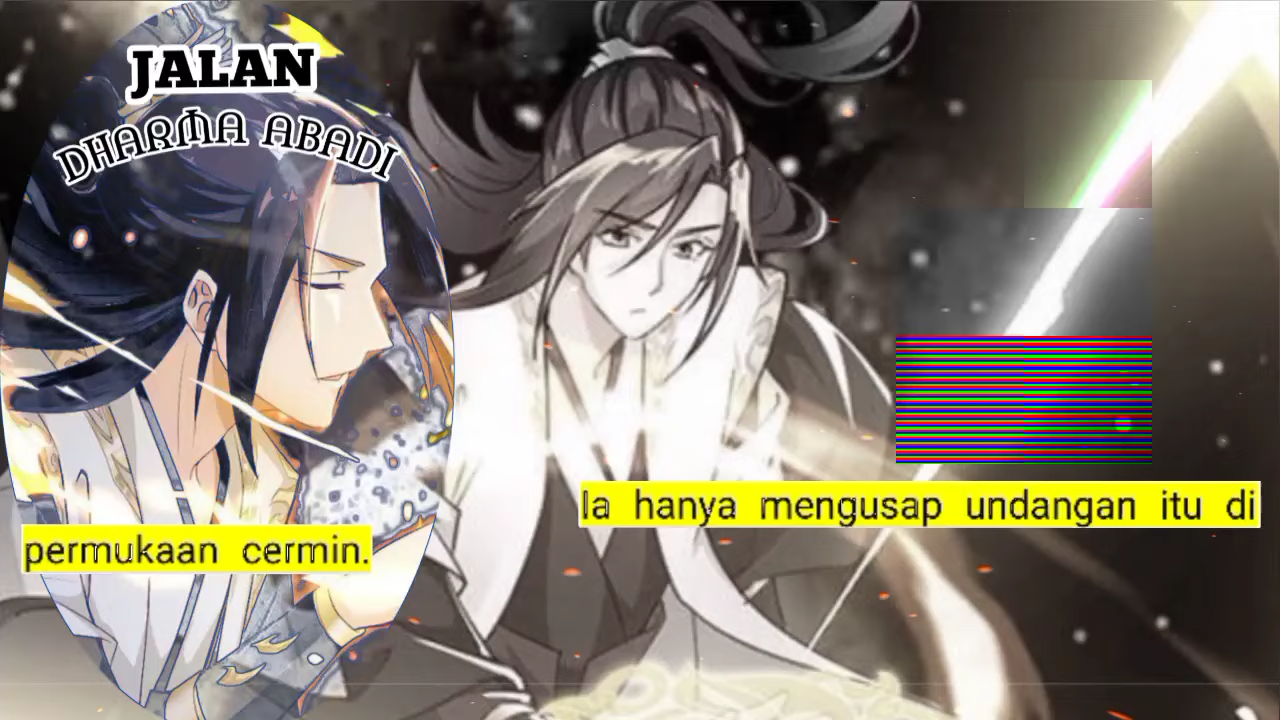 JALAN
DHARMA ABADI
Ia hanya mengusap undangan itu di
permukaan cermin.